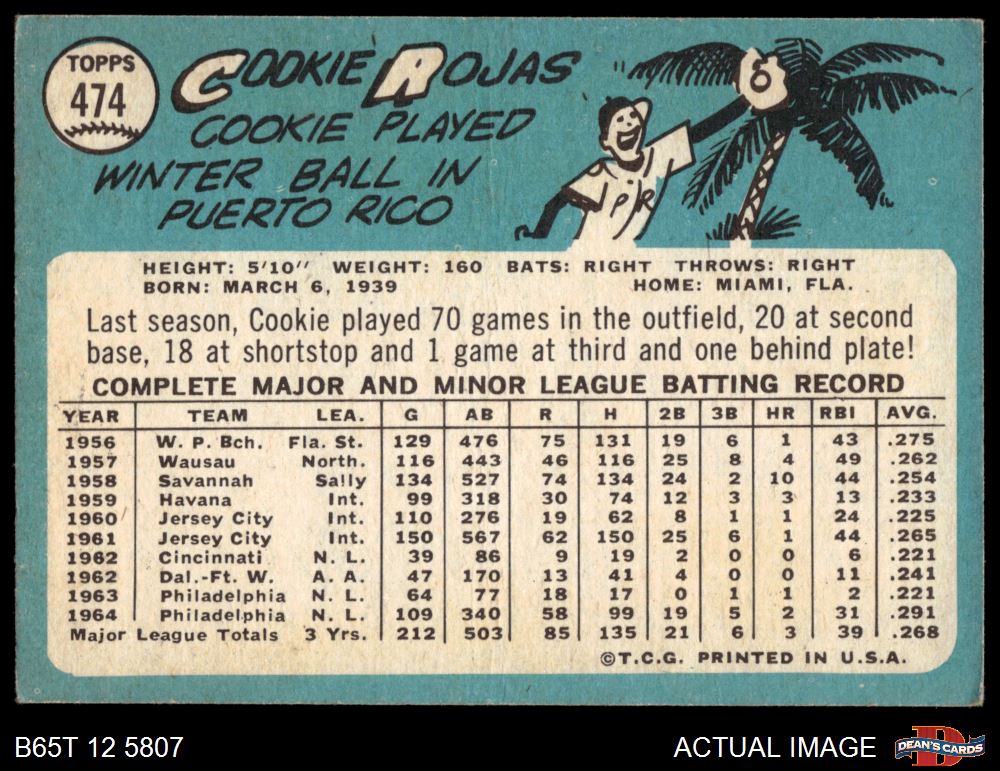 TOPPS
474
COOKIE ROJAS
COOKIE PLAYED
WINTER BALL IN
PUERTO RICO
6
P R
HEIGHT: 5'10" WEIGHT: 160 BATS: RIGHT THROWS: RIGHT
BORN: MARCH 6, 1939 HOME: MIAMI, FLA.
Last season, Cookie played 70 games in the outfield, 20 at second
base, 18 at shortstop and 1 game at third and one behind plate!
COMPLETE MAJOR AND MINOR LEAGUE BATTING RECORD
YEAR TEAM LEA. G AB R H 2B 3B HR RBI AVG.
1956 W. P. Bch. Fla. St. 129 476 75 131 19 6 1 43 .275
1957 Wausau North. 116 443 46 116 25 8 4 49 .262
1958 Savannah Sally 134 527 74 134 24 2 10 44 .254
1959 Havana Int. 99 318 30 74 12 3 3 13 .233
1960 Jersey City Int. 110 276 19 62 8 1 1 24 .225
1961 Jersey City Int. 150 567 62 150 25 6 1 44 .265
1962 Cincinnati N. L. 39 86 9 19 2 0 0 6 .221
1962 Dal.-Ft. W. A. A. 47 170 13 41 4 0 0 11 .241
1963 Philadelphia N. L. 64 77 18 17 0 1 1 2 .221
1964 Philadelphia N. L. 109 340 58 99 19 5 2 31 .291
Major League Totals 3 Yrs. 212 503 85 135 21 6 3 39 .268
©T.C.G. PRINTED IN U.S.A.
B65T 12 5807 ACTUAL IMAGE DEAN'S CARDS